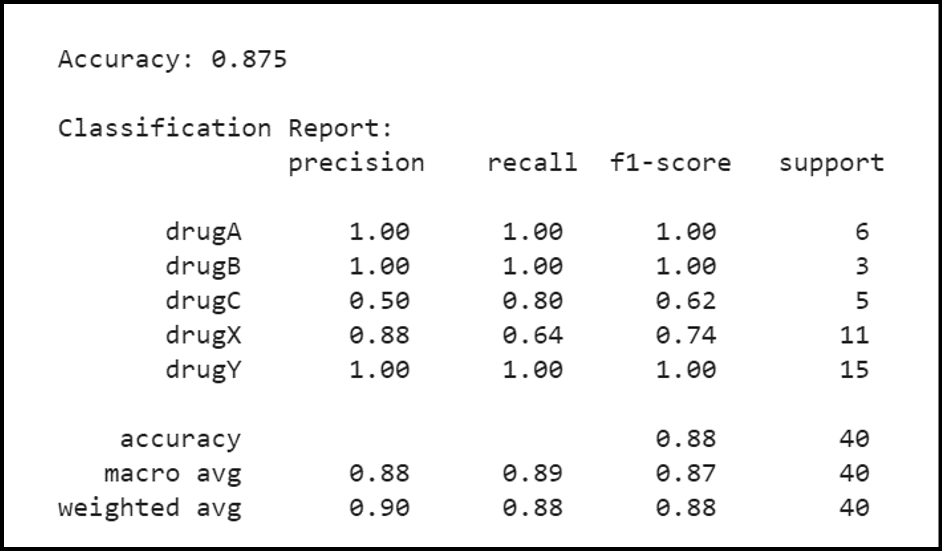 Accuracy: 0.875
Classification Report:
precision recall f1-score support
drugA 1.00 1.00 1.00 6
drugB 1.00 1.00 1.00 3
drugC 0.50 0.80 0.62 5
drugX 0.88 0.64 0.74 11
drugY 1.00 1.00 1.00 15
accuracy 0.88 40
macro avg 0.88 0.89 0.87 40
weighted avg 0.90 0.88 0.88 40